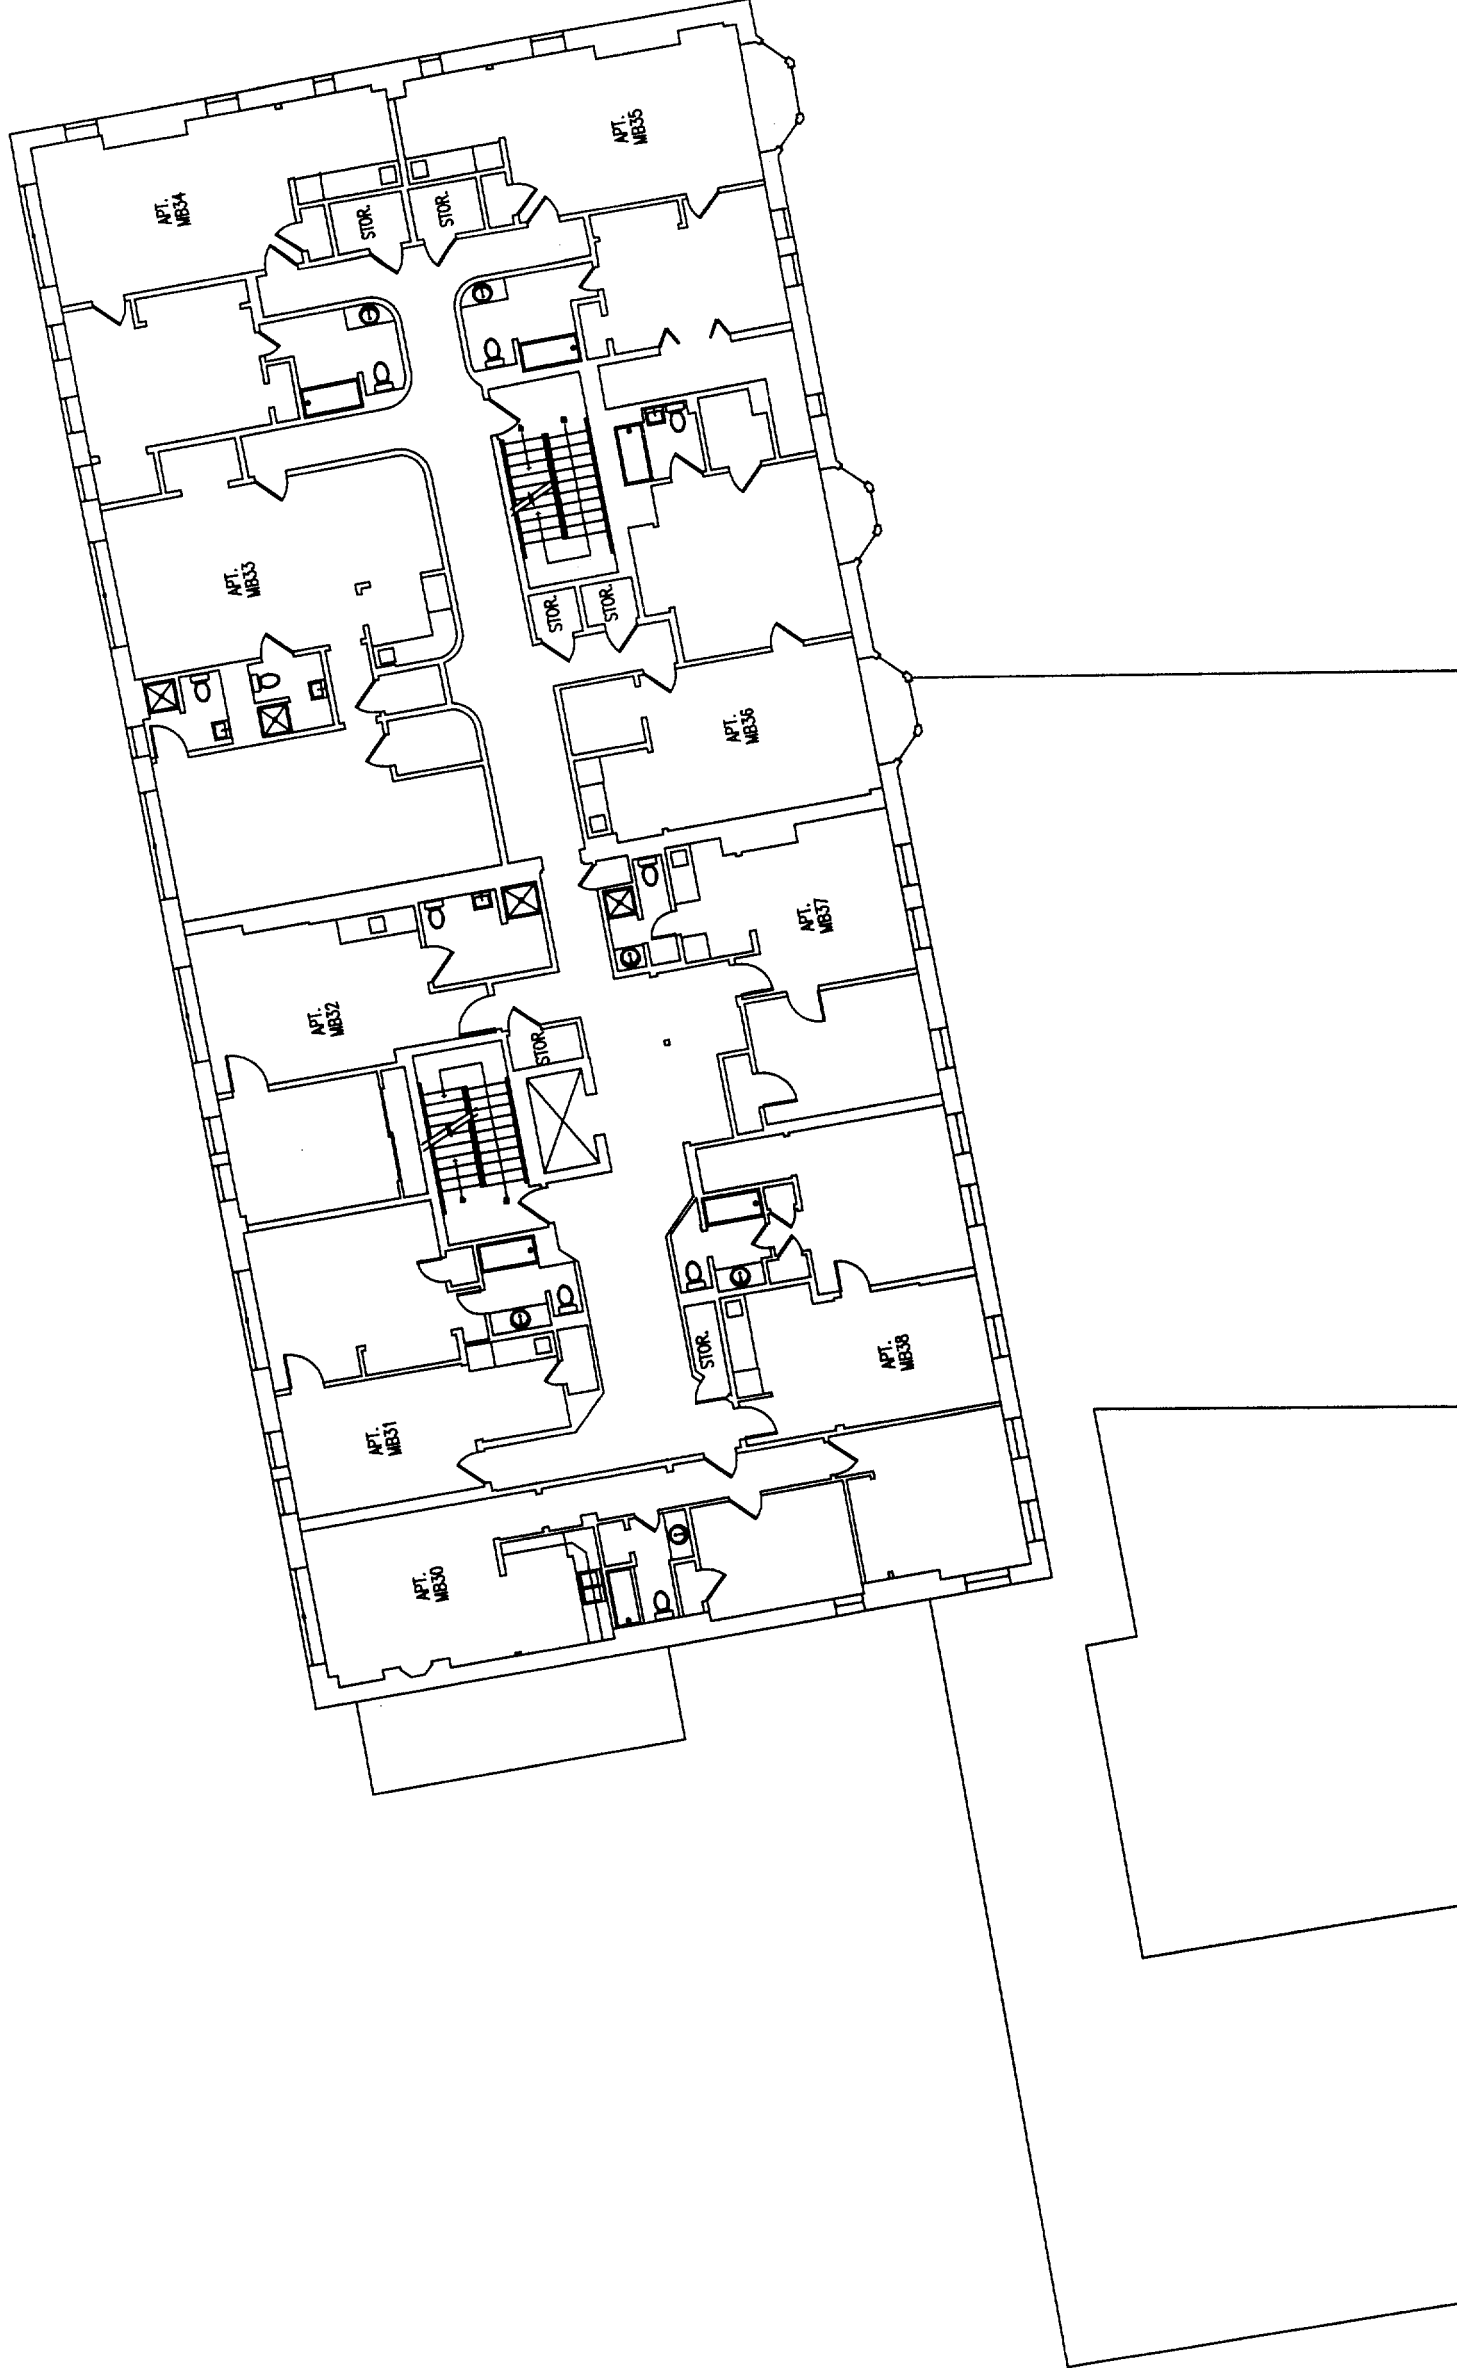 APT.
MB35
APT.
MB34
STOR.
STOR.
APT.
MB33
STOR.
STOR.
APT.
MB36
APT.
MB37
APT.
MB32
STOR.
APT.
MB38
STOR.
APT.
MB31
APT.
MB30